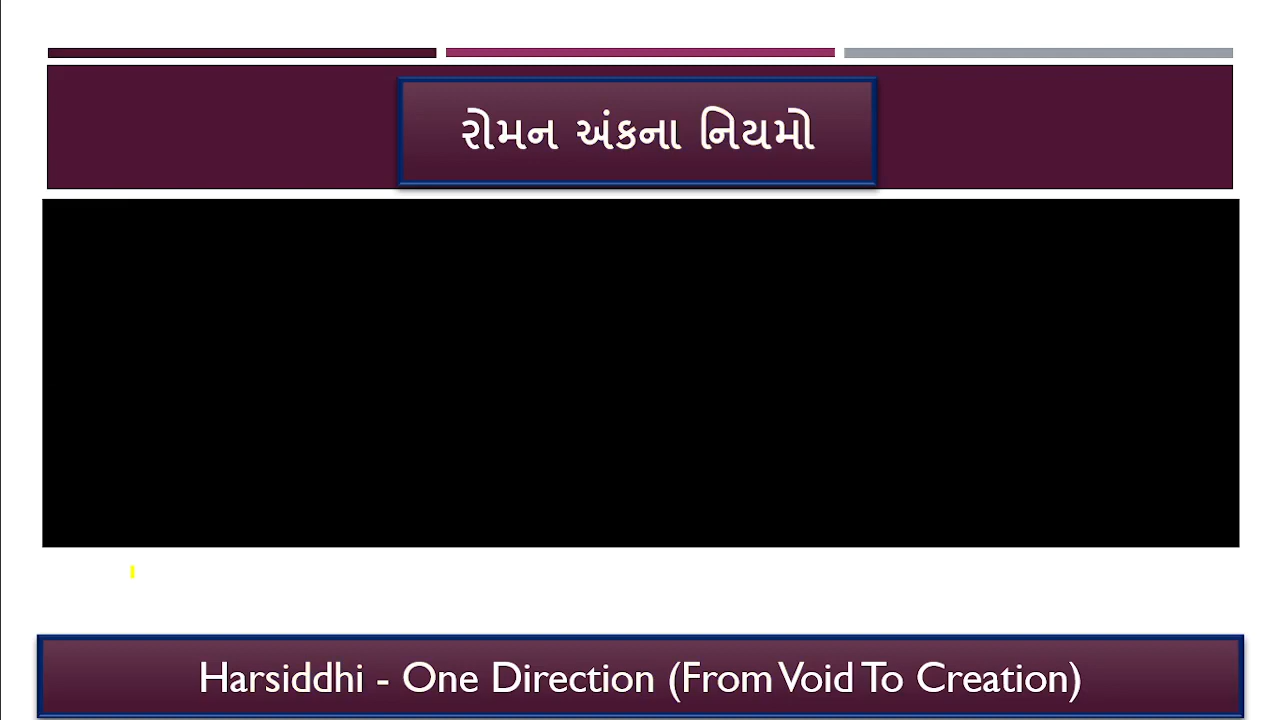 રોમન અંકના નિયમો
Harsiddhi - One Direction (From Void To Creation)